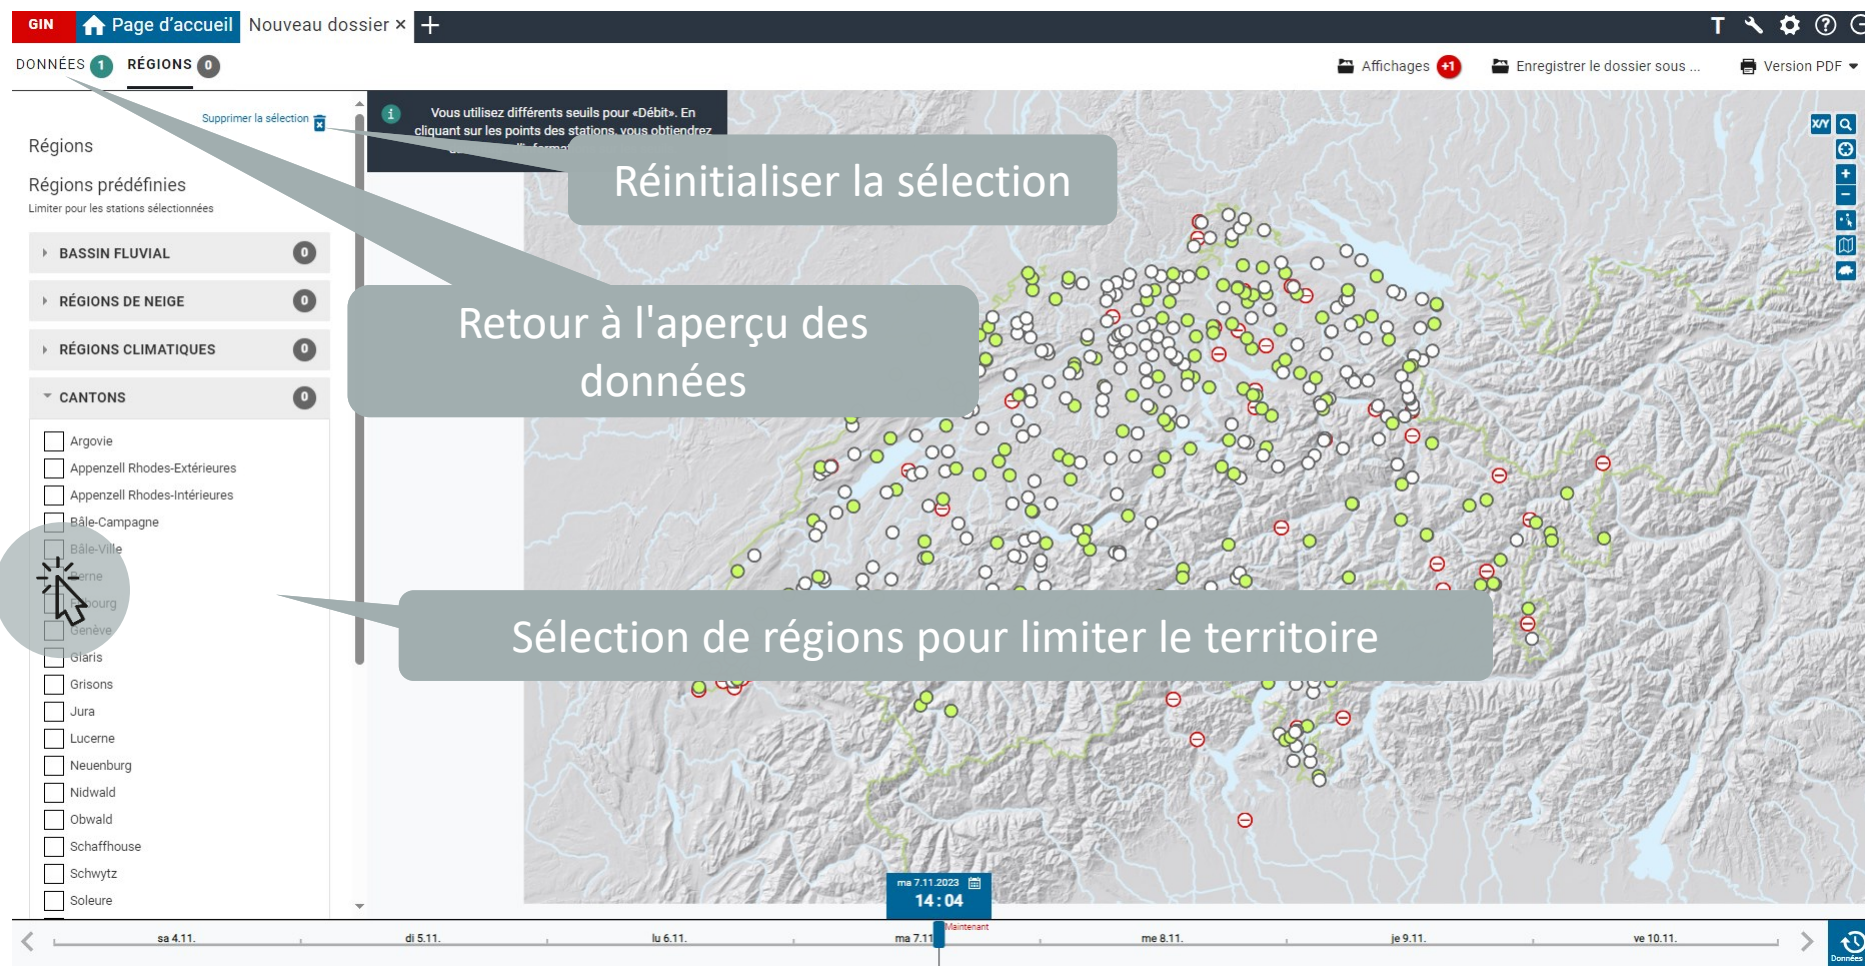 GIN Page d'accueil Nouveau dossier × +
T
DONNÉES 1 RÉGIONS 0
Affichages +1 Enregistrer le dossier sous ... Version PDF
Supprimer la sélection
Régions
Régions prédéfinies
Limiter pour les stations sélectionnées
BASSIN FLUVIAL 0
RÉGIONS DE NEIGE 0
RÉGIONS CLIMATIQUES 0
CANTONS 0
Argovie
Appenzell Rhodes-Extérieures
Appenzell Rhodes-Intérieures
Bâle-Campagne
Bâle-Ville
Berne
Fribourg
Genève
Glaris
Grisons
Jura
Lucerne
Neuenburg
Nidwald
Obwald
Schaffhouse
Schwytz
Soleure
Vous utilisez différents seuils pour «Débit». En
cliquant sur les points des stations, vous obtiendrez
Réinitialiser la sélection
Retour à l'aperçu des
données
Sélection de régions pour limiter le territoire
X/Y
ma 7.11.2023
14:04
Maintenant
sa 4.11. di 5.11. lu 6.11. ma 7.11 me 8.11. je 9.11. ve 10.11.
Données